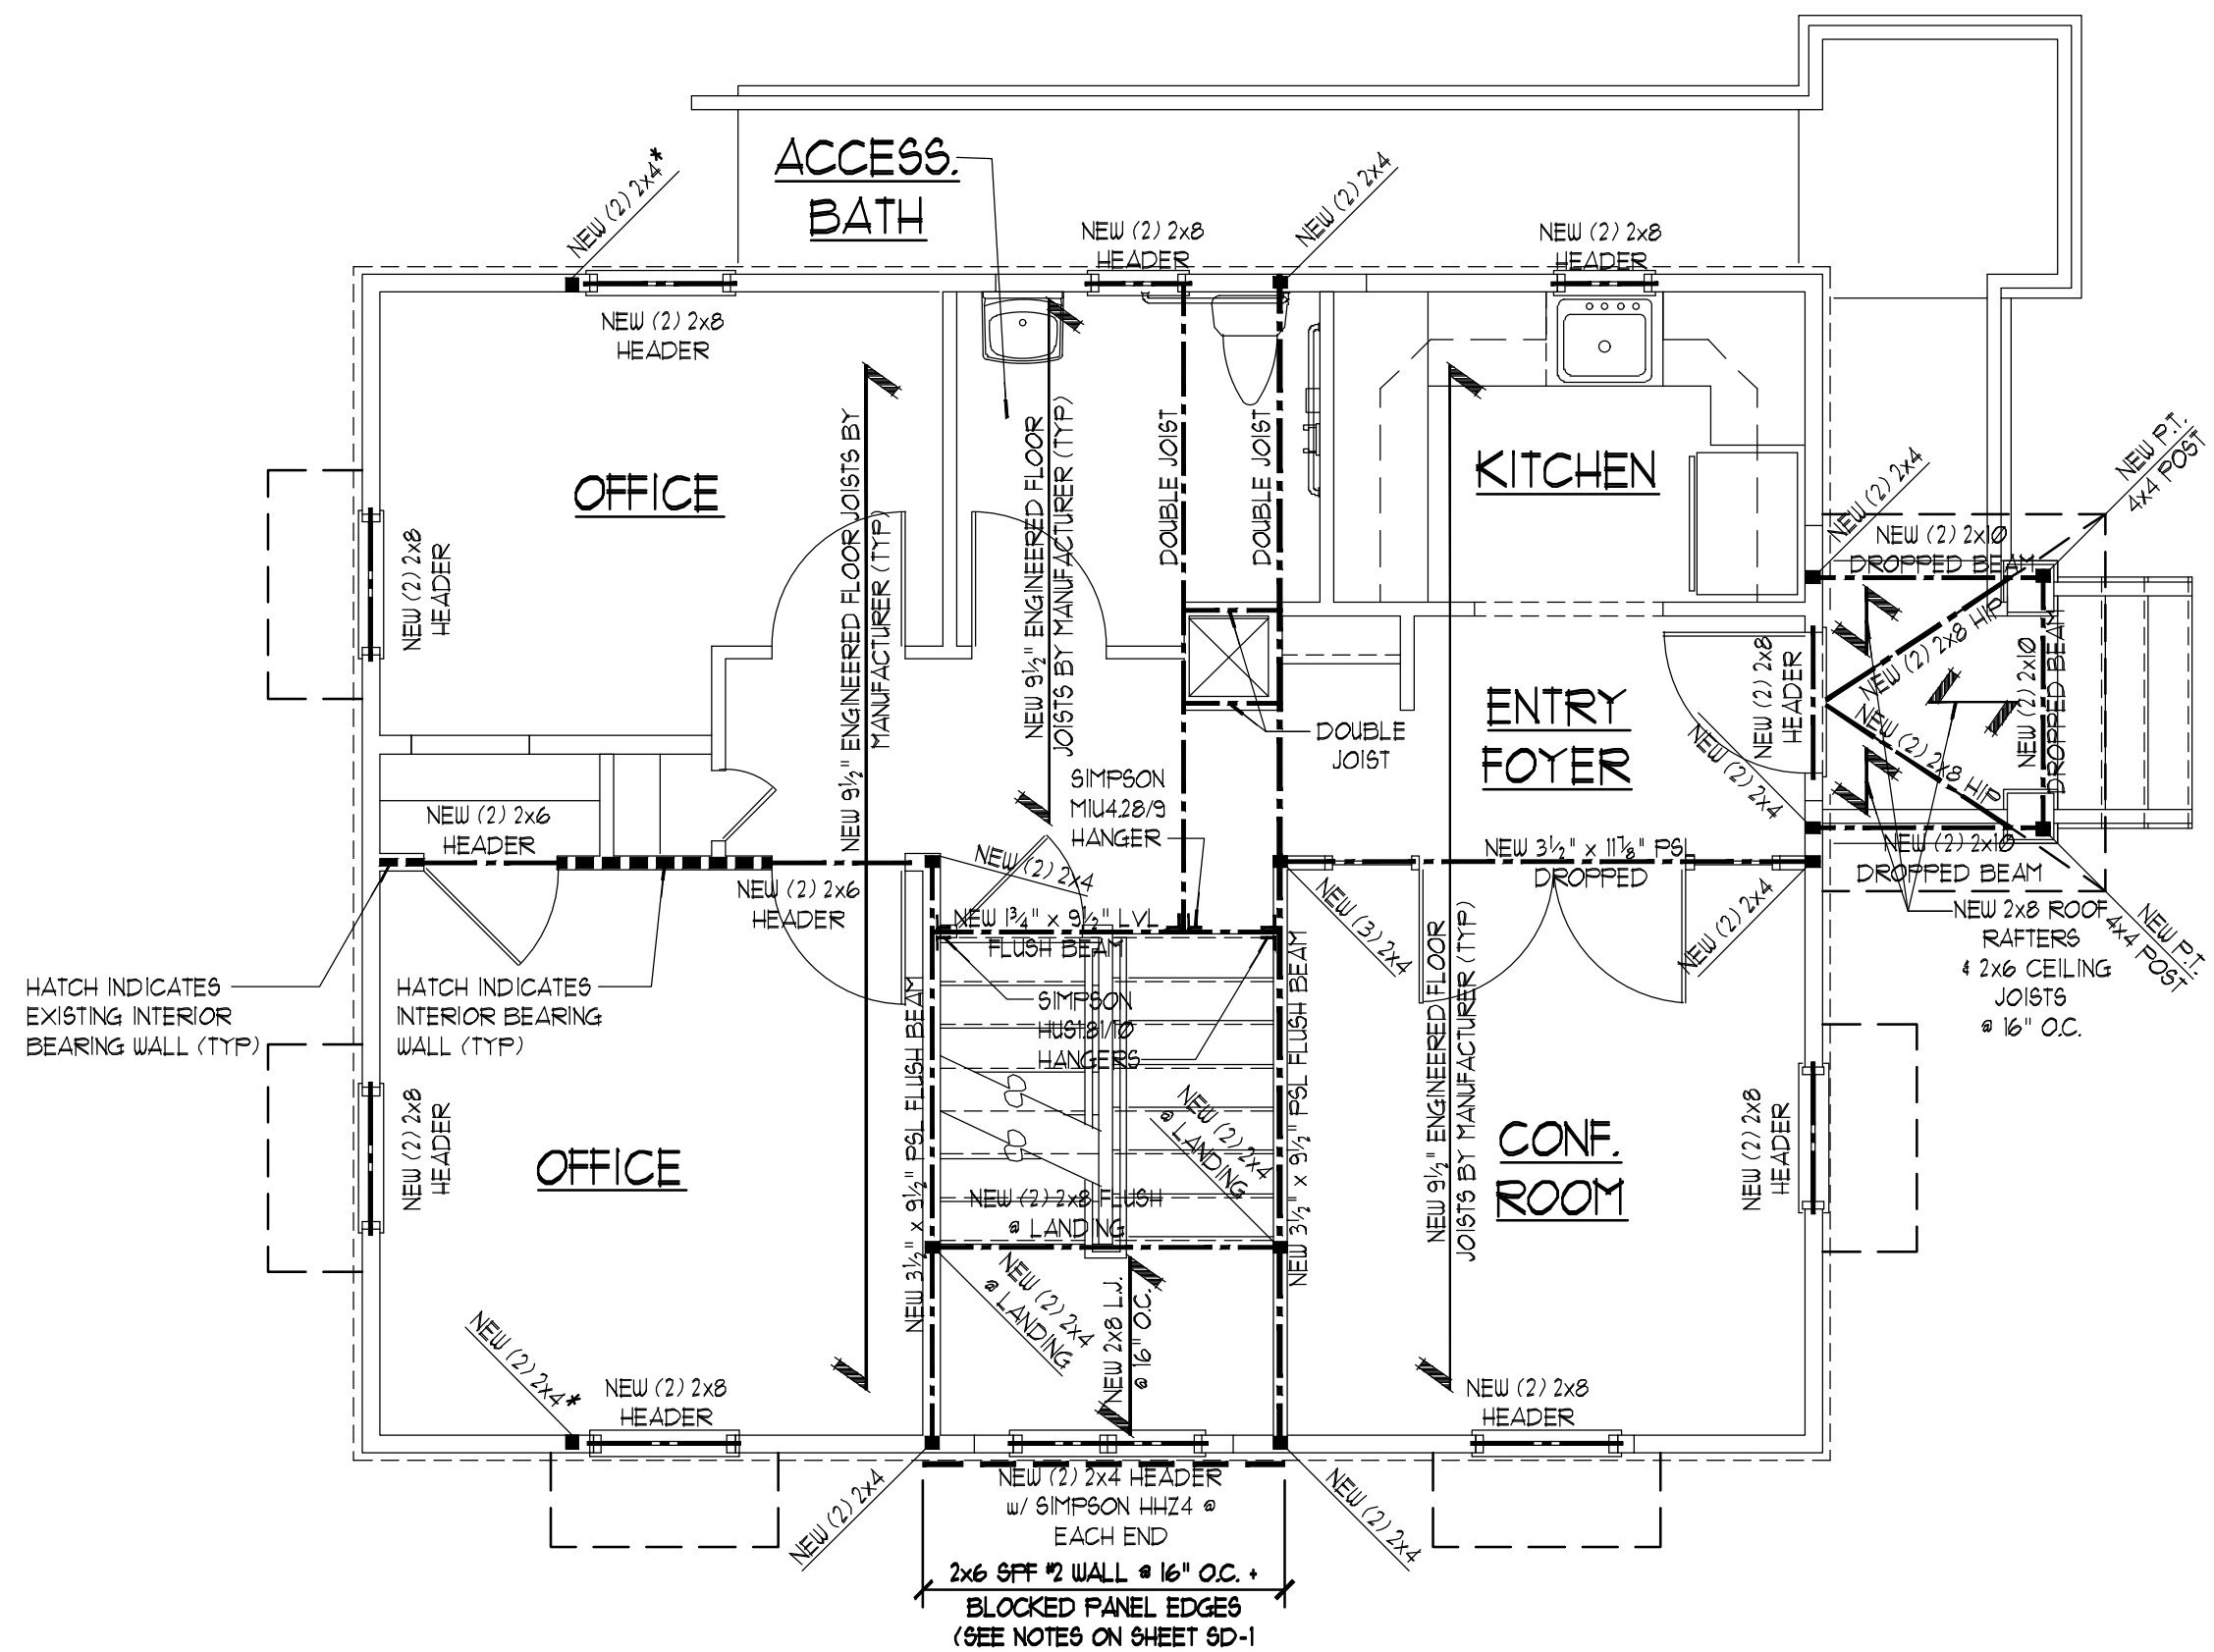 ACCESS.
BATH
NEW (2) 2x4*
NEW (2) 2x4
NEW (2) 2x8
HEADER
NEW (2) 2x8
HEADER
NEW (2) 2x8
HEADER
OFFICE
NEW (2) 2x8
HEADER
NEW 9½" ENGINEERED FLOOR JOISTS BY
MANUFACTURER (TYP)
NEW 9½" ENGINEERED FLOOR
JOISTS BY MANUFACTURER (TYP)
DOUBLE JOIST
DOUBLE JOIST
KITCHEN
NEW (2) 2x4
NEW P.T.
4x4 POST
NEW (2) 2x10
DROPPED BEAM
NEW (2) 2x8 HIP
NEW (2) 2x8
HEADER
NEW (2) 2x10
DROPPED BEAM
NEW (2) 2x8 HIP
ENTRY
FOYER
DOUBLE
JOIST
NEW (2) 2x4
SIMPSON
MIU4.28/9
HANGER
NEW (2) 2x6
HEADER
NEW (2) 2x6
HEADER
NEW (2) 2x4
NEW 3½" x 11⅞" PSL
DROPPED
NEW (2) 2x10
DROPPED BEAM
NEW 1¾" x 9½" LVL
FLUSH BEAM
NEW (3) 2x4
NEW (2) 2x4
NEW 2x8 ROOF
RAFTERS
& 2x6 CEILING
JOISTS
@ 16" O.C.
NEW P.T.
4x4 POST
HATCH INDICATES
EXISTING INTERIOR
BEARING WALL (TYP)
HATCH INDICATES
INTERIOR BEARING
WALL (TYP)
SIMPSON
HUS1.81/10
HANGERS
NEW 3½" x 9½" PSL FLUSH BEAM
NEW 3½" x 9½" PSL FLUSH BEAM
NEW 9½" ENGINEERED FLOOR
JOISTS BY MANUFACTURER (TYP)
NEW (2) 2x8
HEADER
OFFICE
NEW (2) 2x4
@ LANDING
NEW (2) 2x8 FLUSH
@ LANDING
CONF.
ROOM
NEW (2) 2x8
HEADER
NEW (2) 2x4
@ LANDING
NEW 2x8 L.J.
@ 16" O.C.
NEW (2) 2x4*
NEW (2) 2x8
HEADER
NEW (2) 2x8
HEADER
NEW (2) 2x4
NEW (2) 2x4 HEADER
w/ SIMPSON HHZ4 @
EACH END
NEW (2) 2x4
2x6 SPF #2 WALL @ 16" O.C. +
BLOCKED PANEL EDGES
(SEE NOTES ON SHEET SD-1